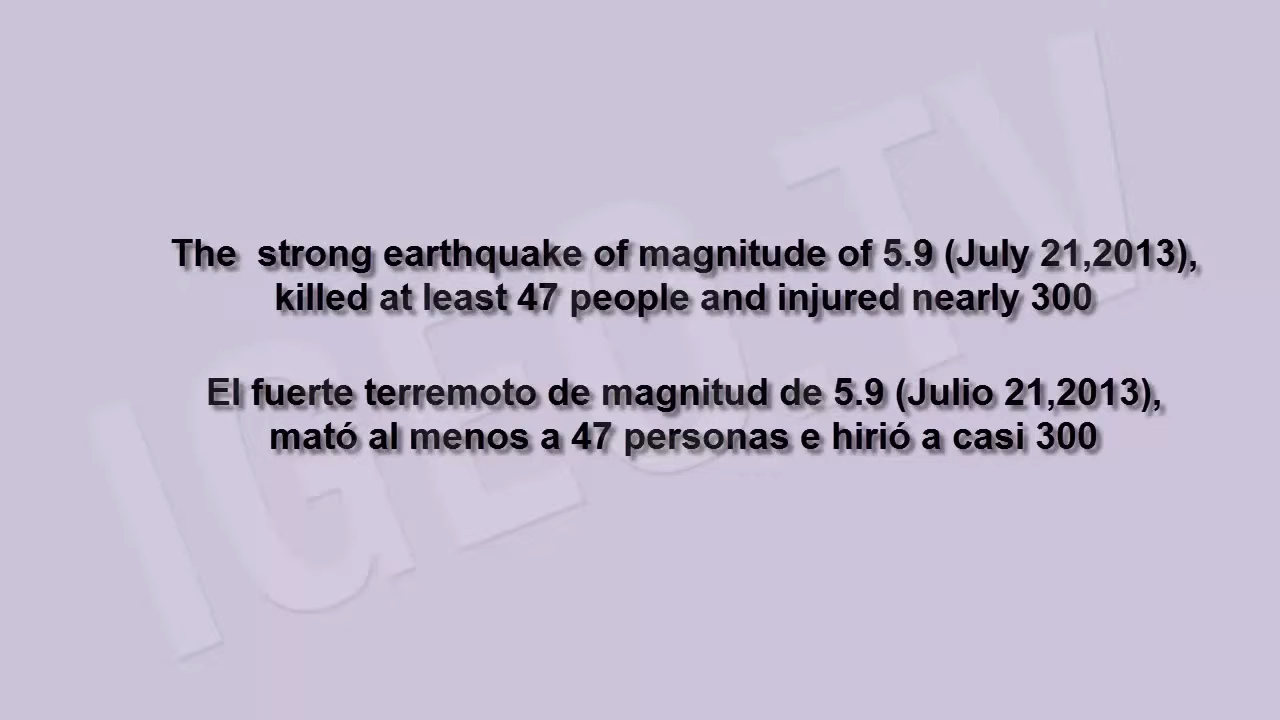 The  strong earthquake of magnitude of 5.9 (July 21,2013),
killed at least 47 people and injured nearly 300
El fuerte terremoto de magnitud de 5.9 (Julio 21,2013),
mató al menos a 47 personas e hirió a casi 300
IGEO.TV